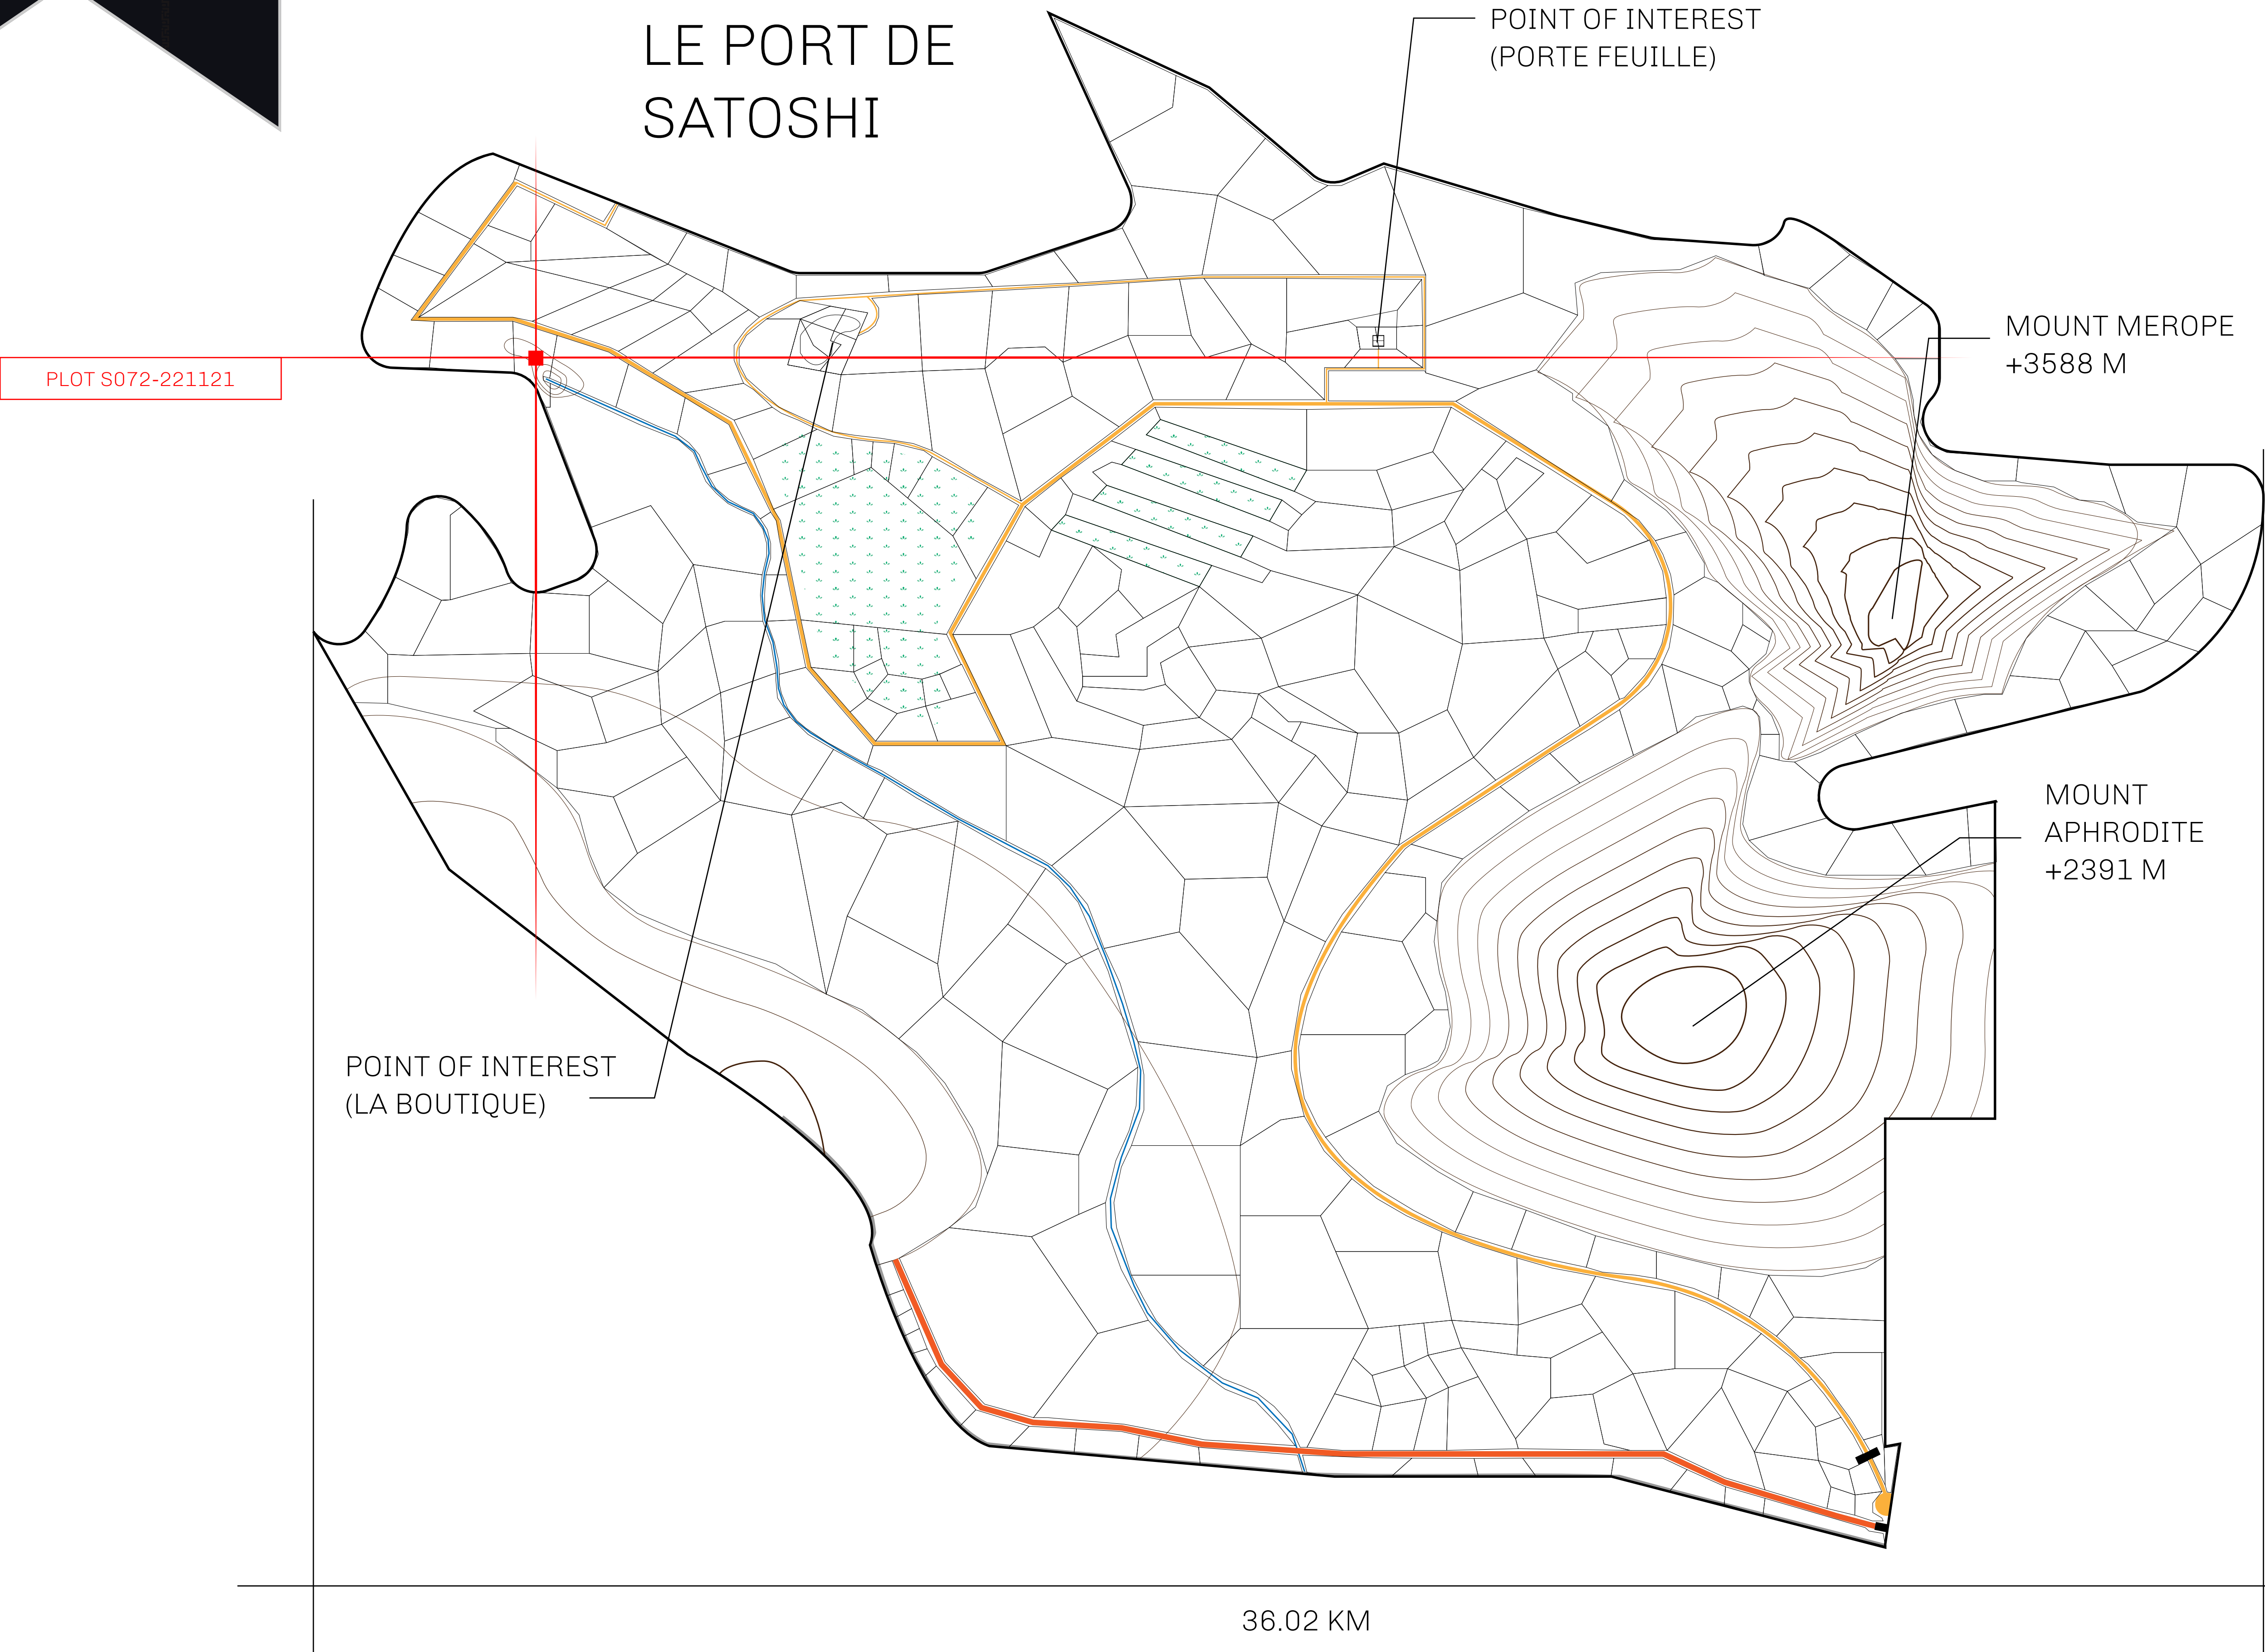 LE PORT DE
SATOSHI
POINT OF INTEREST
(PORTE FEUILLE)
MOUNT MEROPE
+3588 M
PLOT S072-221121
MOUNT
APHRODITE
+2391 M
POINT OF INTEREST
(LA BOUTIQUE)
36.02 KM